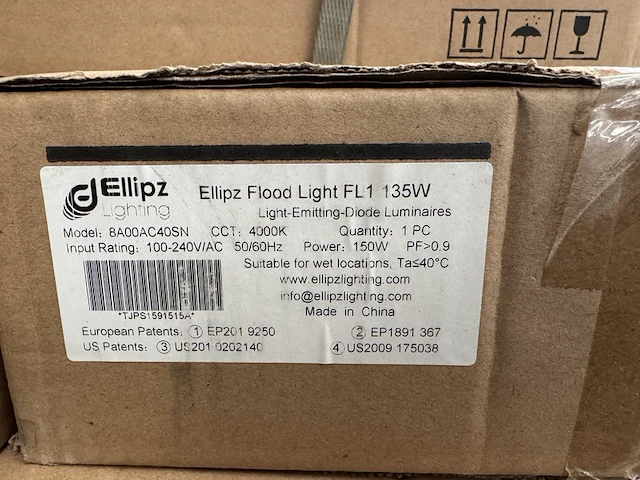 Ellipz
Lighting
Ellipz Flood Light FL1 135W
Light-Emitting-Diode Luminaires
Model: 8A00AC40SN CCT: 4000K Quantity: 1 PC
Input Rating: 100-240V/AC 50/60Hz Power: 150W PF>0.9
Suitable for wet locations, Ta≤40°C
www.ellipzlighting.com
info@ellipzlighting.com
*TJPS1591515A*
Made in China
European Patents: ① EP201 9250 ② EP1891 367
US Patents: ③ US201 0202140 ④ US2009 175038